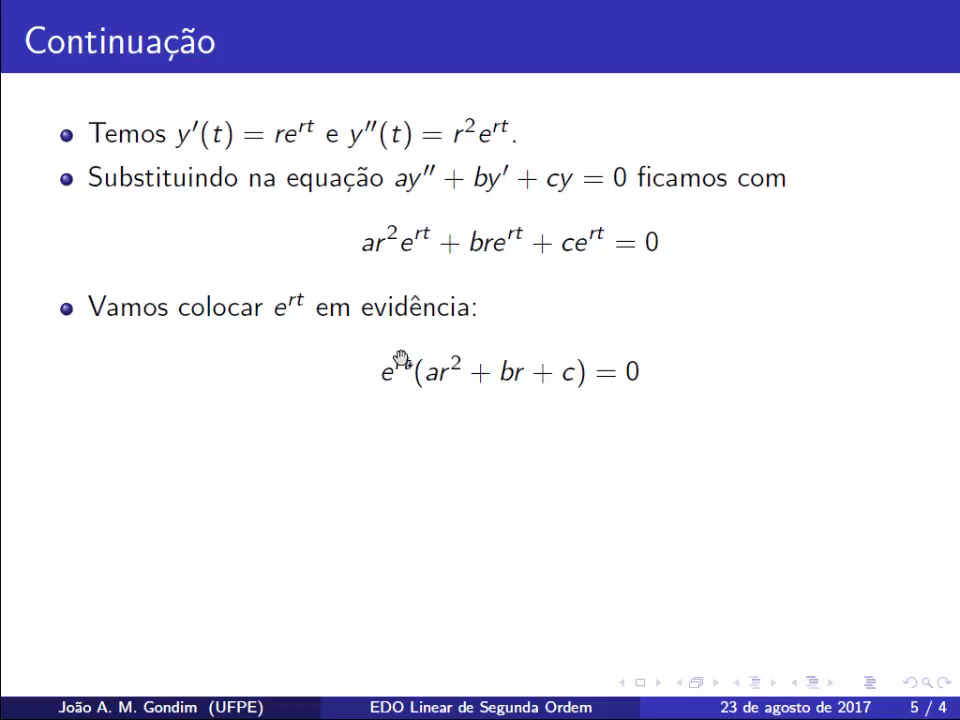 Continuação
Temos y′(t) = re^{rt} e y″(t) = r^2e^{rt}.
Substituindo na equação ay″ + by′ + cy = 0 ficamos com
ar^2e^{rt} + bre^{rt} + ce^{rt} = 0
Vamos colocar e^{rt} em evidência:
e^{rt}(ar^2 + br + c) = 0
João A. M. Gondim (UFPE) EDO Linear de Segunda Ordem 23 de agosto de 2017 5 / 4